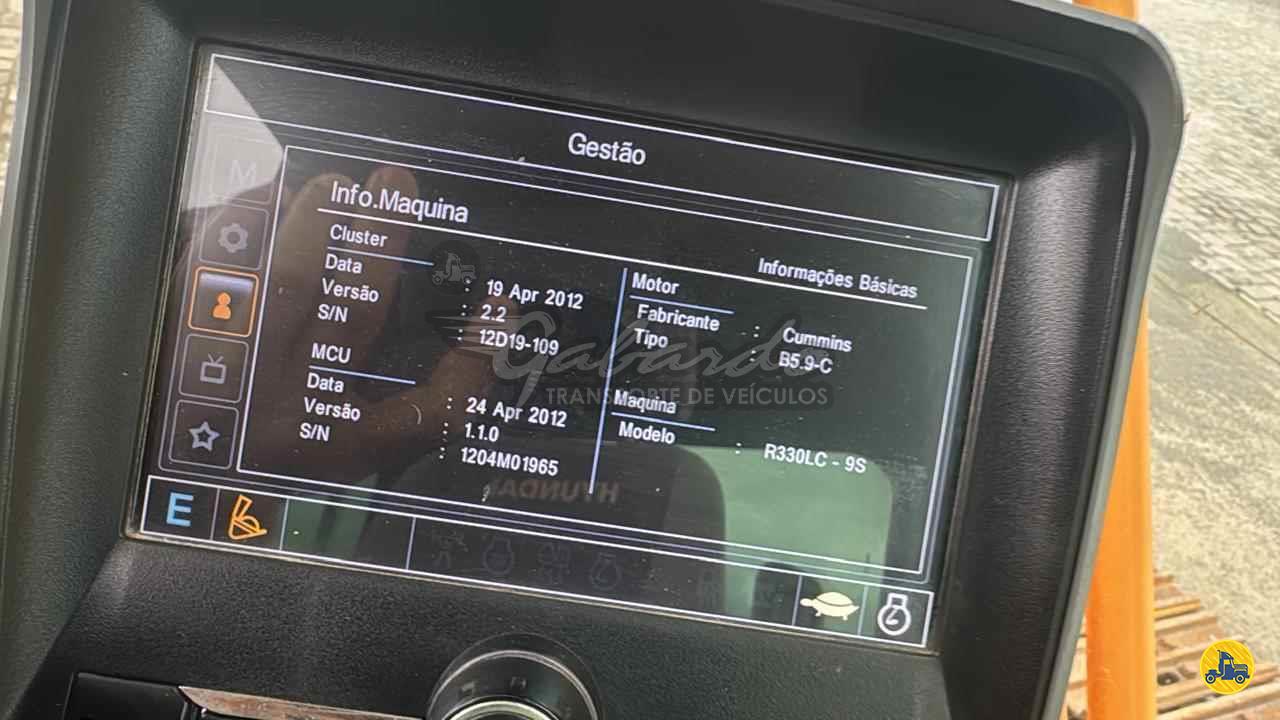 Gestão
M
Info.Maquina
Informações Básicas
Cluster
Data : 19 Apr 2012
Versão : 2.2
S/N : 12D19-109
MCU
Data : 24 Apr 2012
Versão : 1.1.0
S/N : 1204M01965
Motor
Fabricante : Cummins
Tipo : B5.9-C
Maquina
Modelo : R330LC - 9S
Gabardo
TRANSPORTE DE VEÍCULOS
HYUNDAI
E